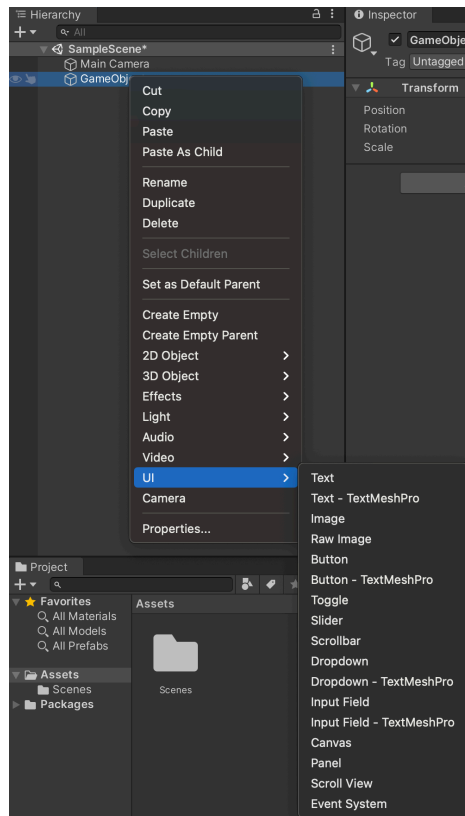 Hierarchy
Inspector
All
SampleScene*
Main Camera
GameObj
GameObje
Tag Untagged
Transform
Position
Rotation
Scale
Cut
Copy
Paste
Paste As Child
Rename
Duplicate
Delete
Select Children
Set as Default Parent
Create Empty
Create Empty Parent
2D Object
3D Object
Effects
Light
Audio
Video
UI
Camera
Properties...
Text
Text - TextMeshPro
Image
Raw Image
Button
Button - TextMeshPro
Toggle
Slider
Scrollbar
Dropdown
Dropdown - TextMeshPro
Input Field
Input Field - TextMeshPro
Canvas
Panel
Scroll View
Event System
Project
Favorites
All Materials
All Models
All Prefabs
Assets
Scenes
Packages
Assets
Scenes